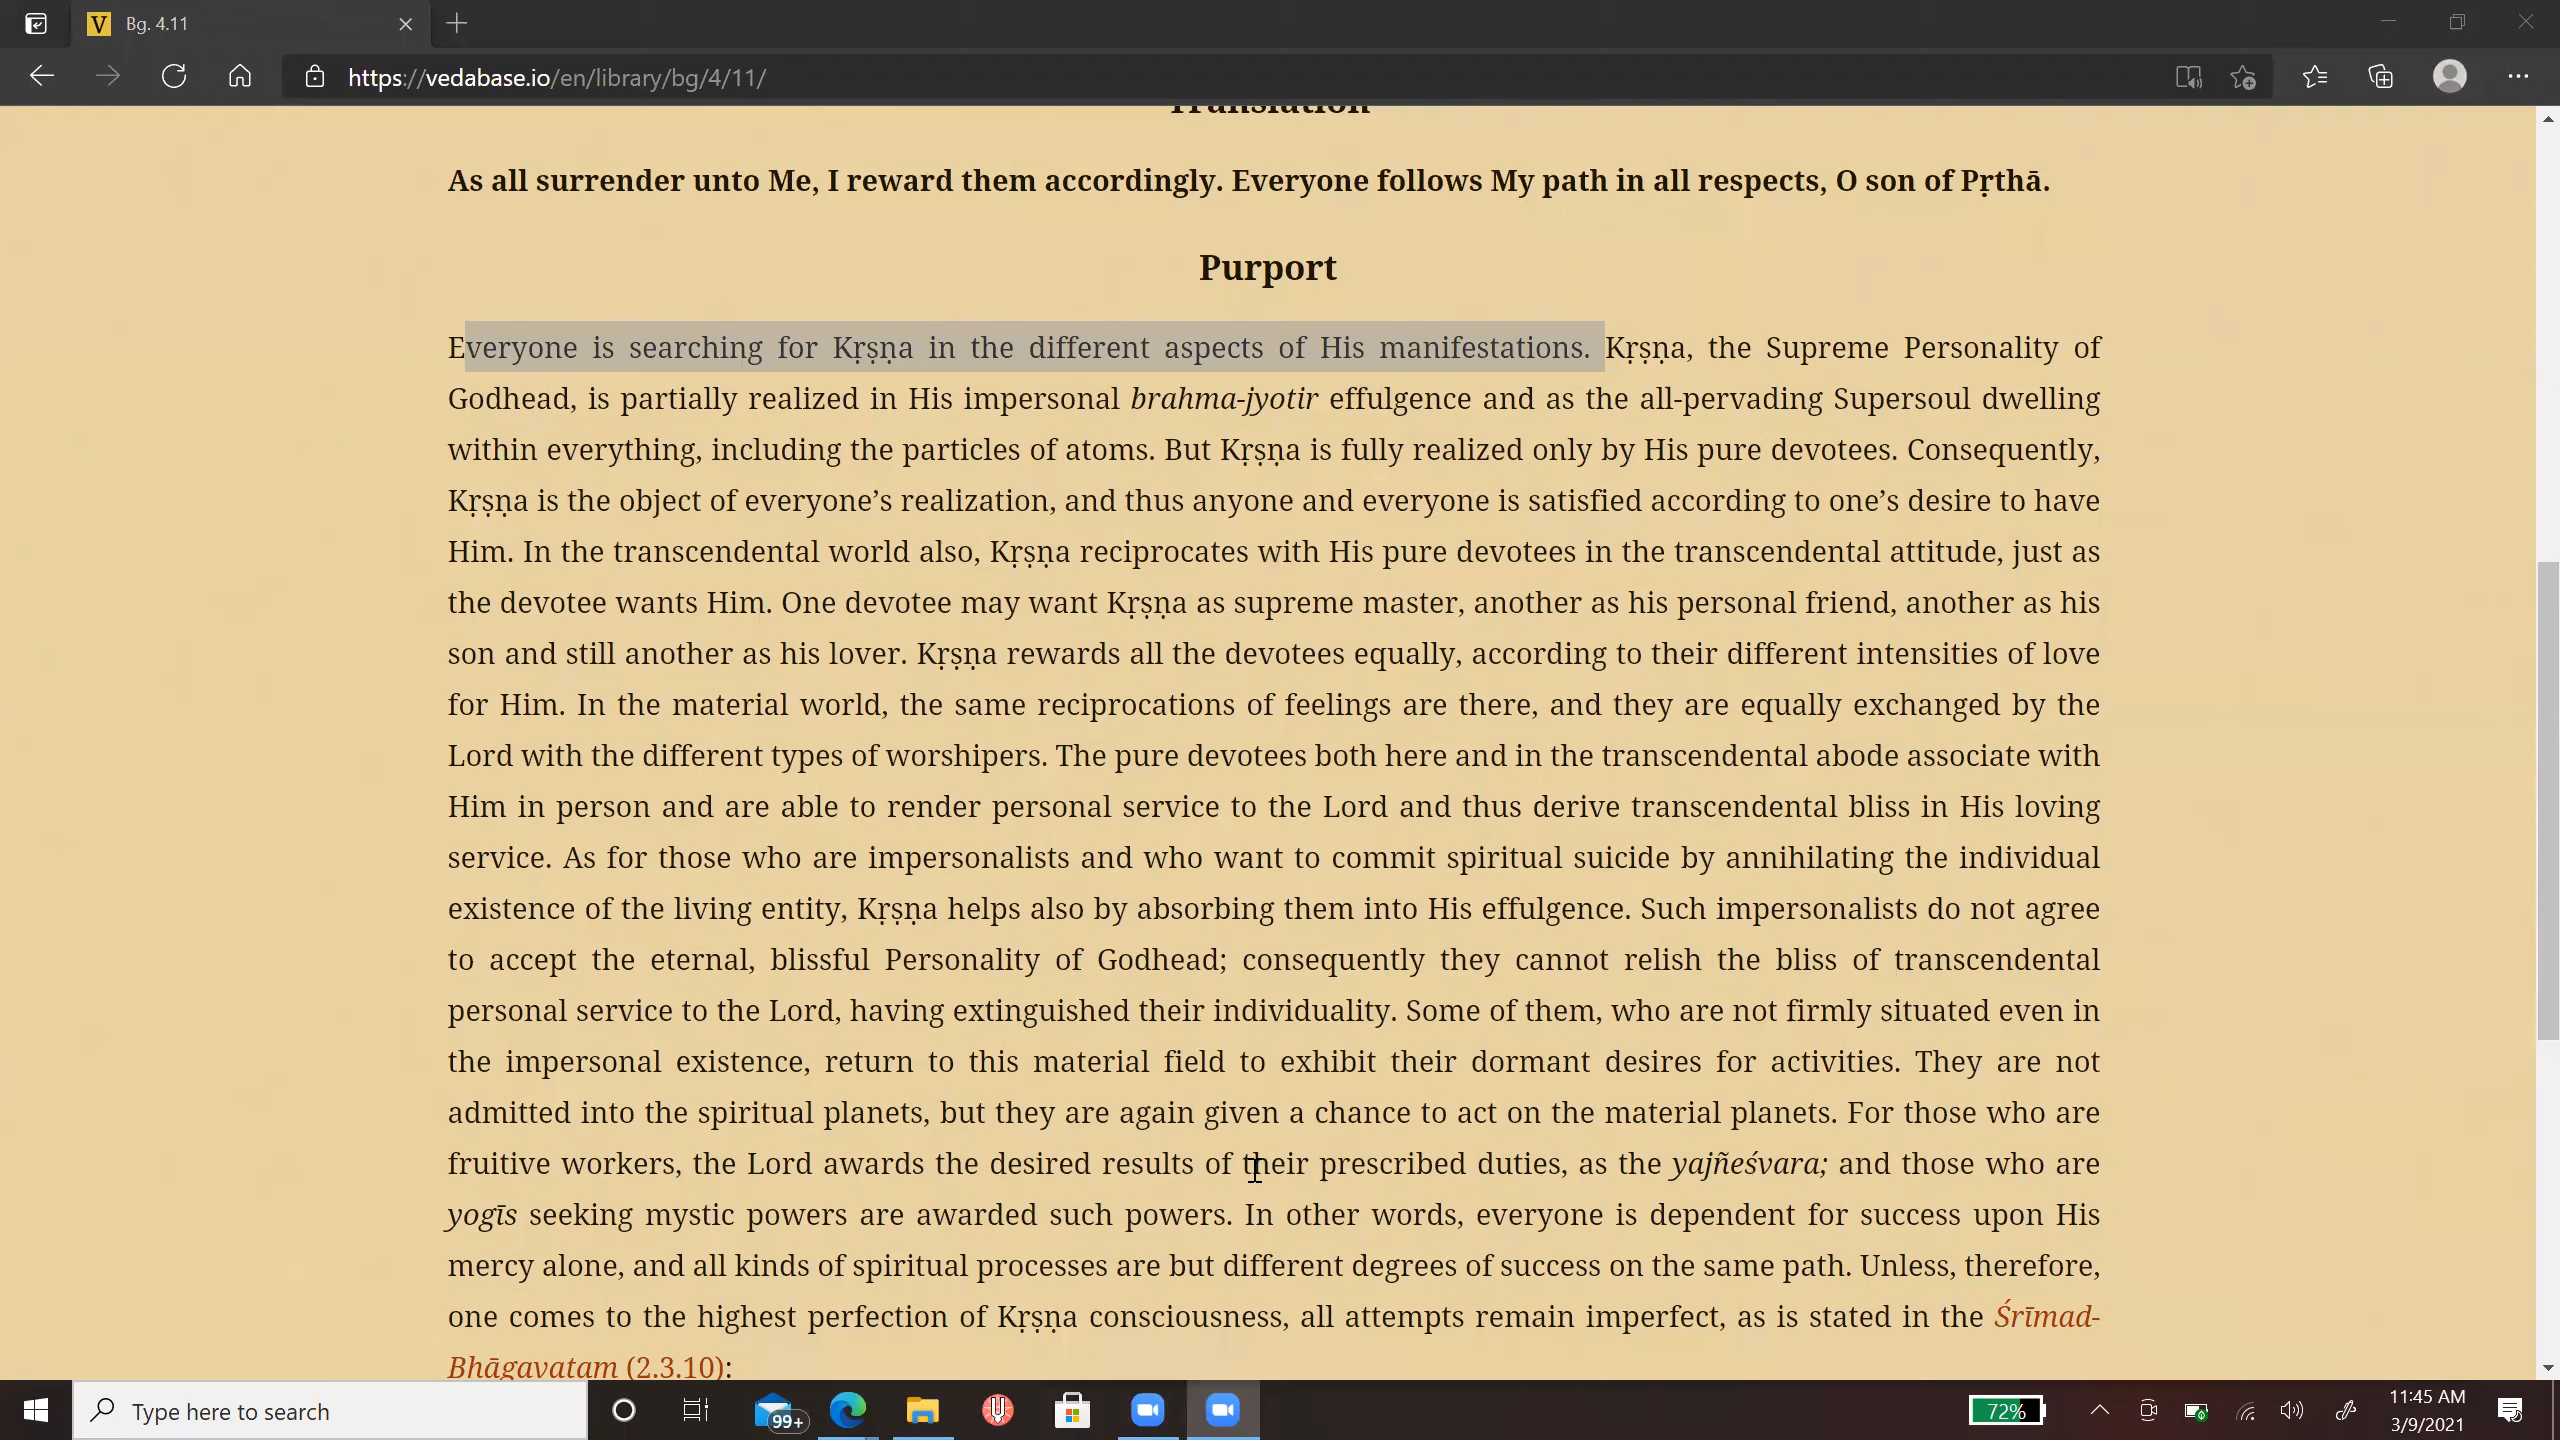 Bg. 4.11
https://vedabase.io/en/library/bg/4/11/
Translation
As all surrender unto Me, I reward them accordingly. Everyone follows My path in all respects, O son of Pṛthā.
Purport
Everyone is searching for Kṛṣṇa in the different aspects of His manifestations. Kṛṣṇa, the Supreme Personality of
Godhead, is partially realized in His impersonal brahma-jyotir effulgence and as the all-pervading Supersoul dwelling
within everything, including the particles of atoms. But Kṛṣṇa is fully realized only by His pure devotees. Consequently,
Kṛṣṇa is the object of everyone’s realization, and thus anyone and everyone is satisfied according to one’s desire to have
Him. In the transcendental world also, Kṛṣṇa reciprocates with His pure devotees in the transcendental attitude, just as
the devotee wants Him. One devotee may want Kṛṣṇa as supreme master, another as his personal friend, another as his
son and still another as his lover. Kṛṣṇa rewards all the devotees equally, according to their different intensities of love
for Him. In the material world, the same reciprocations of feelings are there, and they are equally exchanged by the
Lord with the different types of worshipers. The pure devotees both here and in the transcendental abode associate with
Him in person and are able to render personal service to the Lord and thus derive transcendental bliss in His loving
service. As for those who are impersonalists and who want to commit spiritual suicide by annihilating the individual
existence of the living entity, Kṛṣṇa helps also by absorbing them into His effulgence. Such impersonalists do not agree
to accept the eternal, blissful Personality of Godhead; consequently they cannot relish the bliss of transcendental
personal service to the Lord, having extinguished their individuality. Some of them, who are not firmly situated even in
the impersonal existence, return to this material field to exhibit their dormant desires for activities. They are not
admitted into the spiritual planets, but they are again given a chance to act on the material planets. For those who are
fruitive workers, the Lord awards the desired results of their prescribed duties, as the yajñeśvara; and those who are
yogīs seeking mystic powers are awarded such powers. In other words, everyone is dependent for success upon His
mercy alone, and all kinds of spiritual processes are but different degrees of success on the same path. Unless, therefore,
one comes to the highest perfection of Kṛṣṇa consciousness, all attempts remain imperfect, as is stated in the Śrīmad-
Bhāgavatam (2.3.10):
Type here to search
99+
72%
11:45 AM
3/9/2021